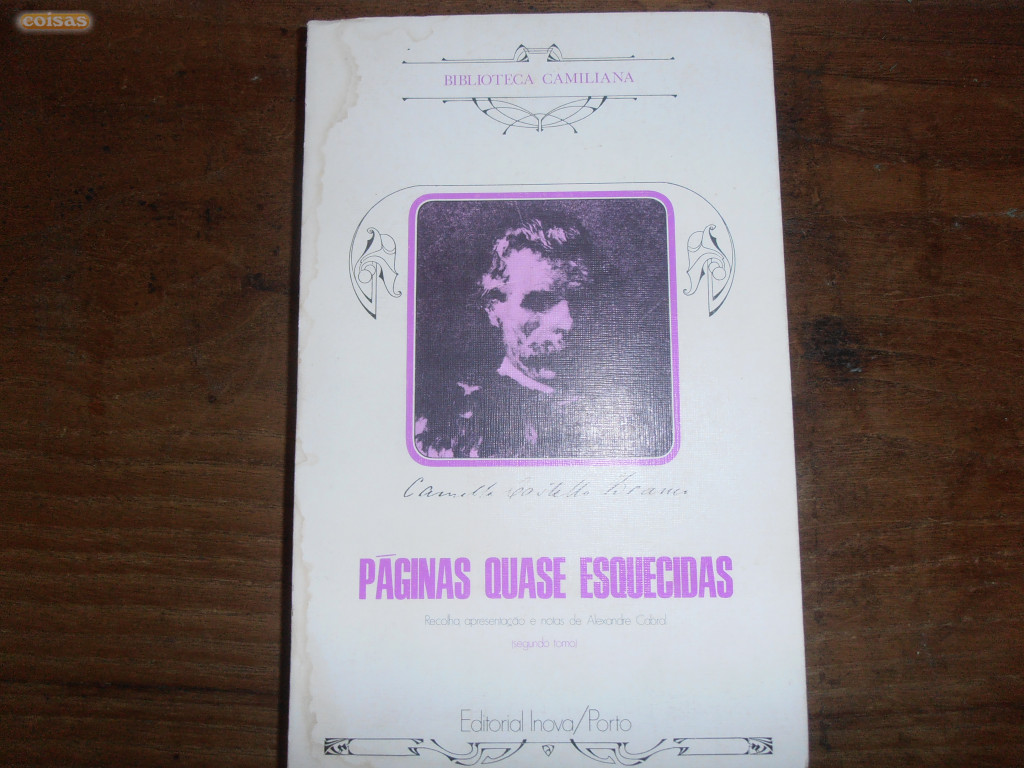 coisas
BIBLIOTECA CAMILIANA
Camillo Castello Branco
PÁGINAS QUASE ESQUECIDAS
Recolha apresentação e notas de Alexandre Cabral
(segundo tomo)
Editorial Inova/Porto